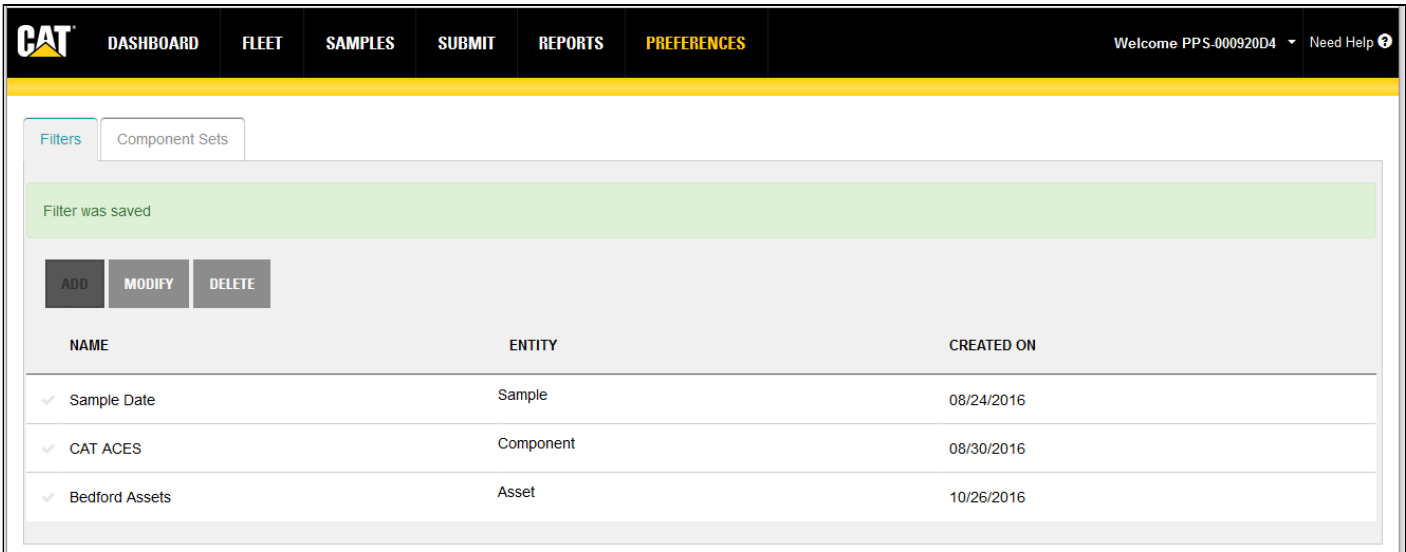 CAT DASHBOARD FLEET SAMPLES SUBMIT REPORTS PREFERENCES Welcome PPS-000920D4 Need Help ?
Filters Component Sets
Filter was saved
ADD MODIFY DELETE
NAME ENTITY CREATED ON
Sample Date Sample 08/24/2016
CAT ACES Component 08/30/2016
Bedford Assets Asset 10/26/2016